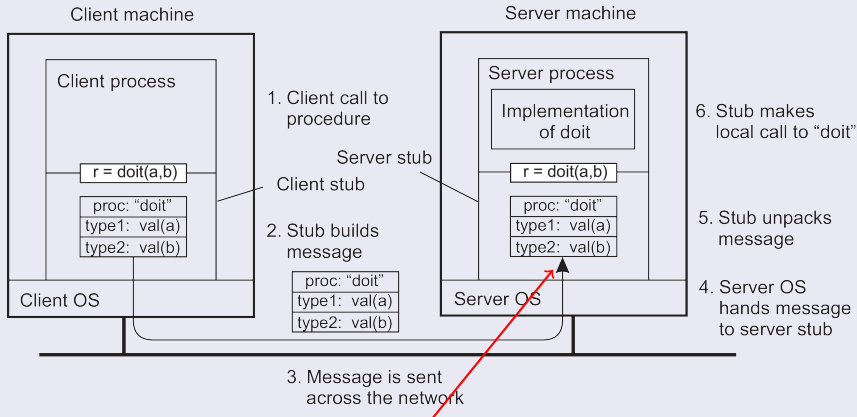 Client machine
Server machine
Client process
Server process
1. Client call to
procedure
Implementation
of doit
6. Stub makes
local call to “doit”
Server stub
r = doit(a,b)
r = doit(a,b)
Client stub
proc: “doit”
type1: val(a)
type2: val(b)
proc: “doit”
type1: val(a)
type2: val(b)
2. Stub builds
message
5. Stub unpacks
message
proc: “doit”
type1: val(a)
type2: val(b)
Client OS
Server OS
4. Server OS
hands message
to server stub
3. Message is sent
across the network